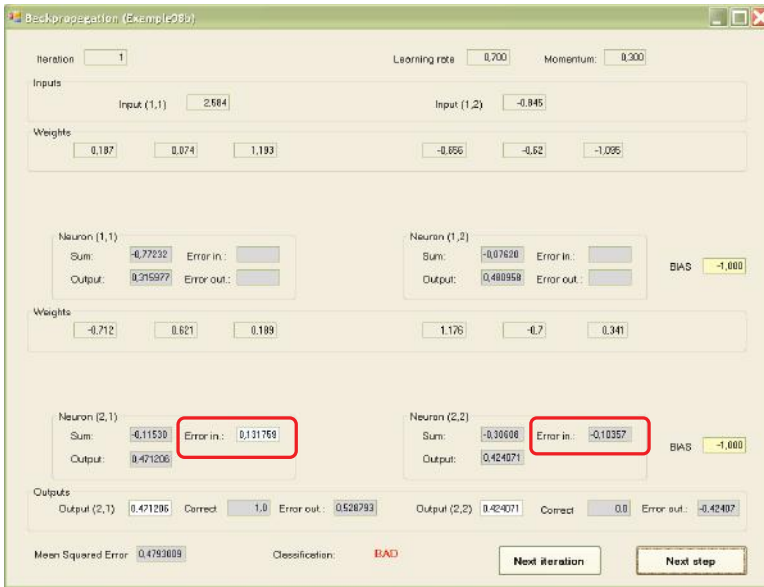 Backpropagation (Example08b)
Iteration 1 Learning rate 0,700 Momentum: 0,300
Inputs
Input (1,1) 2,584 Input (1,2) -0,845
Weights
0,187 0,074 1,193 -0,656 -0,62 -1,095
Neuron (1,1) Neuron (1,2)
Sum: -0,77232 Error in.: Sum: -0,07620 Error in.:
Output: 0,315977 Error out.: Output: 0,480958 Error out.:
BIAS -1,000
Weights
-0,712 0,621 0,189 1,176 -0,7 0,341
Neuron (2,1) Neuron (2,2)
Sum: -0,11530 Error in.: 0,131759 Sum: -0,30606 Error in.: -0,10357
Output: 0,471206 Output: 0,424071
BIAS -1,000
Outputs
Output (2,1) 0,471206 Correct 1,0 Error out.: 0,528793 Output (2,2) 0,424071 Correct 0,0 Error out.: -0,42407
Mean Squared Error 0,4793009 Classification: BAD Next iteration Next step